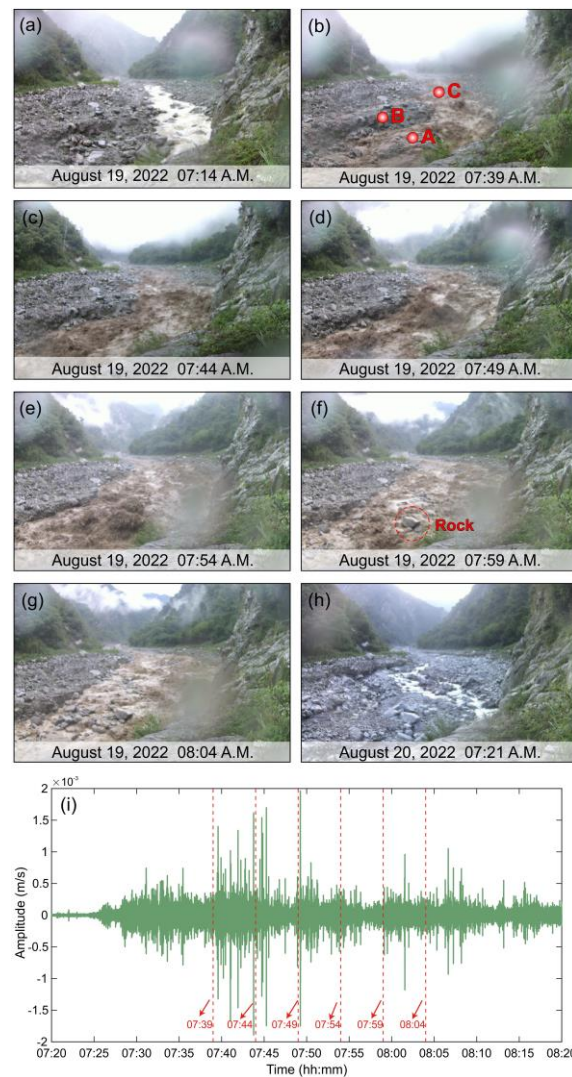 (a)
August 19, 2022 07:14 A.M.
(b)
C
B
A
August 19, 2022 07:39 A.M.
(c)
August 19, 2022 07:44 A.M.
(d)
August 19, 2022 07:49 A.M.
(e)
August 19, 2022 07:54 A.M.
(f)
Rock
August 19, 2022 07:59 A.M.
(g)
August 19, 2022 08:04 A.M.
(h)
August 20, 2022 07:21 A.M.
(i)
× 10⁻³
2
1.5
1
0.5
0
-0.5
-1
-1.5
-2
Amplitude (m/s)
07:39 07:44 07:49 07:54 07:59 08:04
07:20 07:25 07:30 07:35 07:40 07:45 07:50 07:55 08:00 08:05 08:10 08:15 08:20
Time (hh:mm)